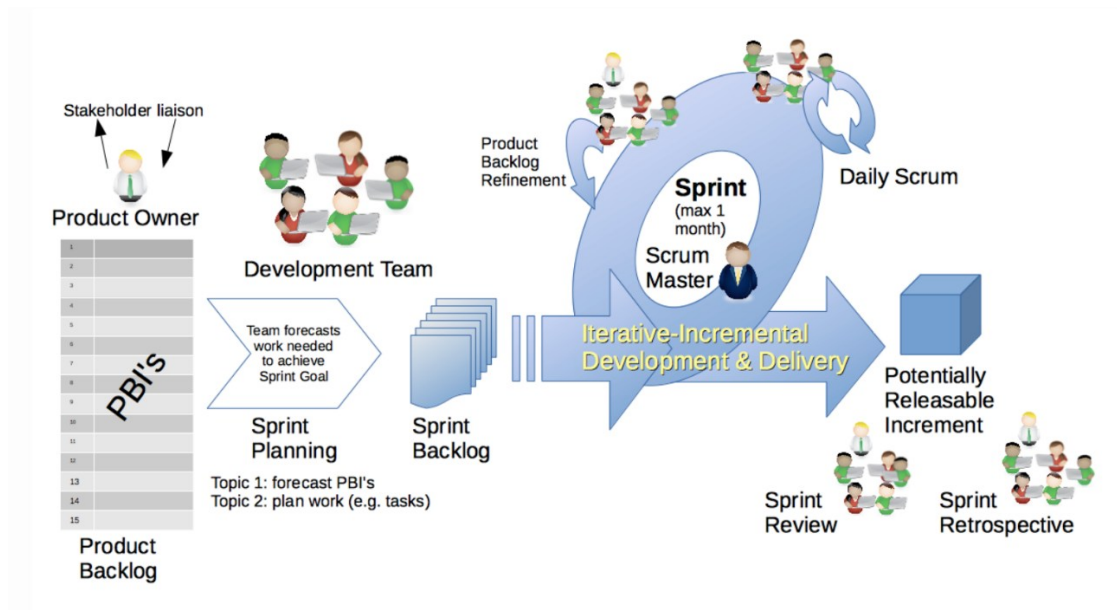 Stakeholder liaison
Product Owner
1
2
3
4
5
6
7
8
9
10
11
12
13
14
15
PBI's
Product
Backlog
Development Team
Team forecasts
work needed
to achieve
Sprint Goal
Sprint
Planning
Topic 1: forecast PBI's
Topic 2: plan work (e.g. tasks)
Sprint
Backlog
Product
Backlog
Refinement
Sprint
(max 1
month)
Scrum
Master
Daily Scrum
Iterative-Incremental
Development & Delivery
Potentially
Releasable
Increment
Sprint
Review
Sprint
Retrospective